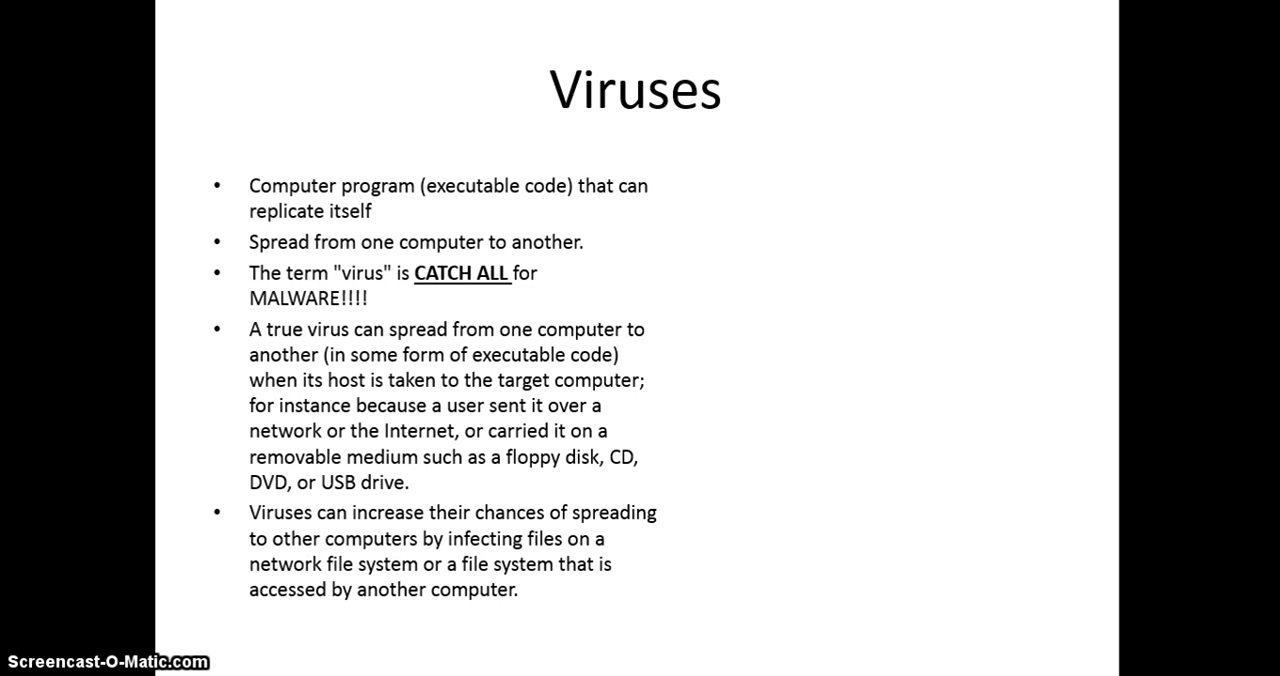 Viruses
• Computer program (executable code) that can
replicate itself
• Spread from one computer to another.
• The term "virus" is CATCH ALL for
MALWARE!!!!
• A true virus can spread from one computer to
another (in some form of executable code)
when its host is taken to the target computer;
for instance because a user sent it over a
network or the Internet, or carried it on a
removable medium such as a floppy disk, CD,
DVD, or USB drive.
• Viruses can increase their chances of spreading
to other computers by infecting files on a
network file system or a file system that is
accessed by another computer.
Screencast-O-Matic.com